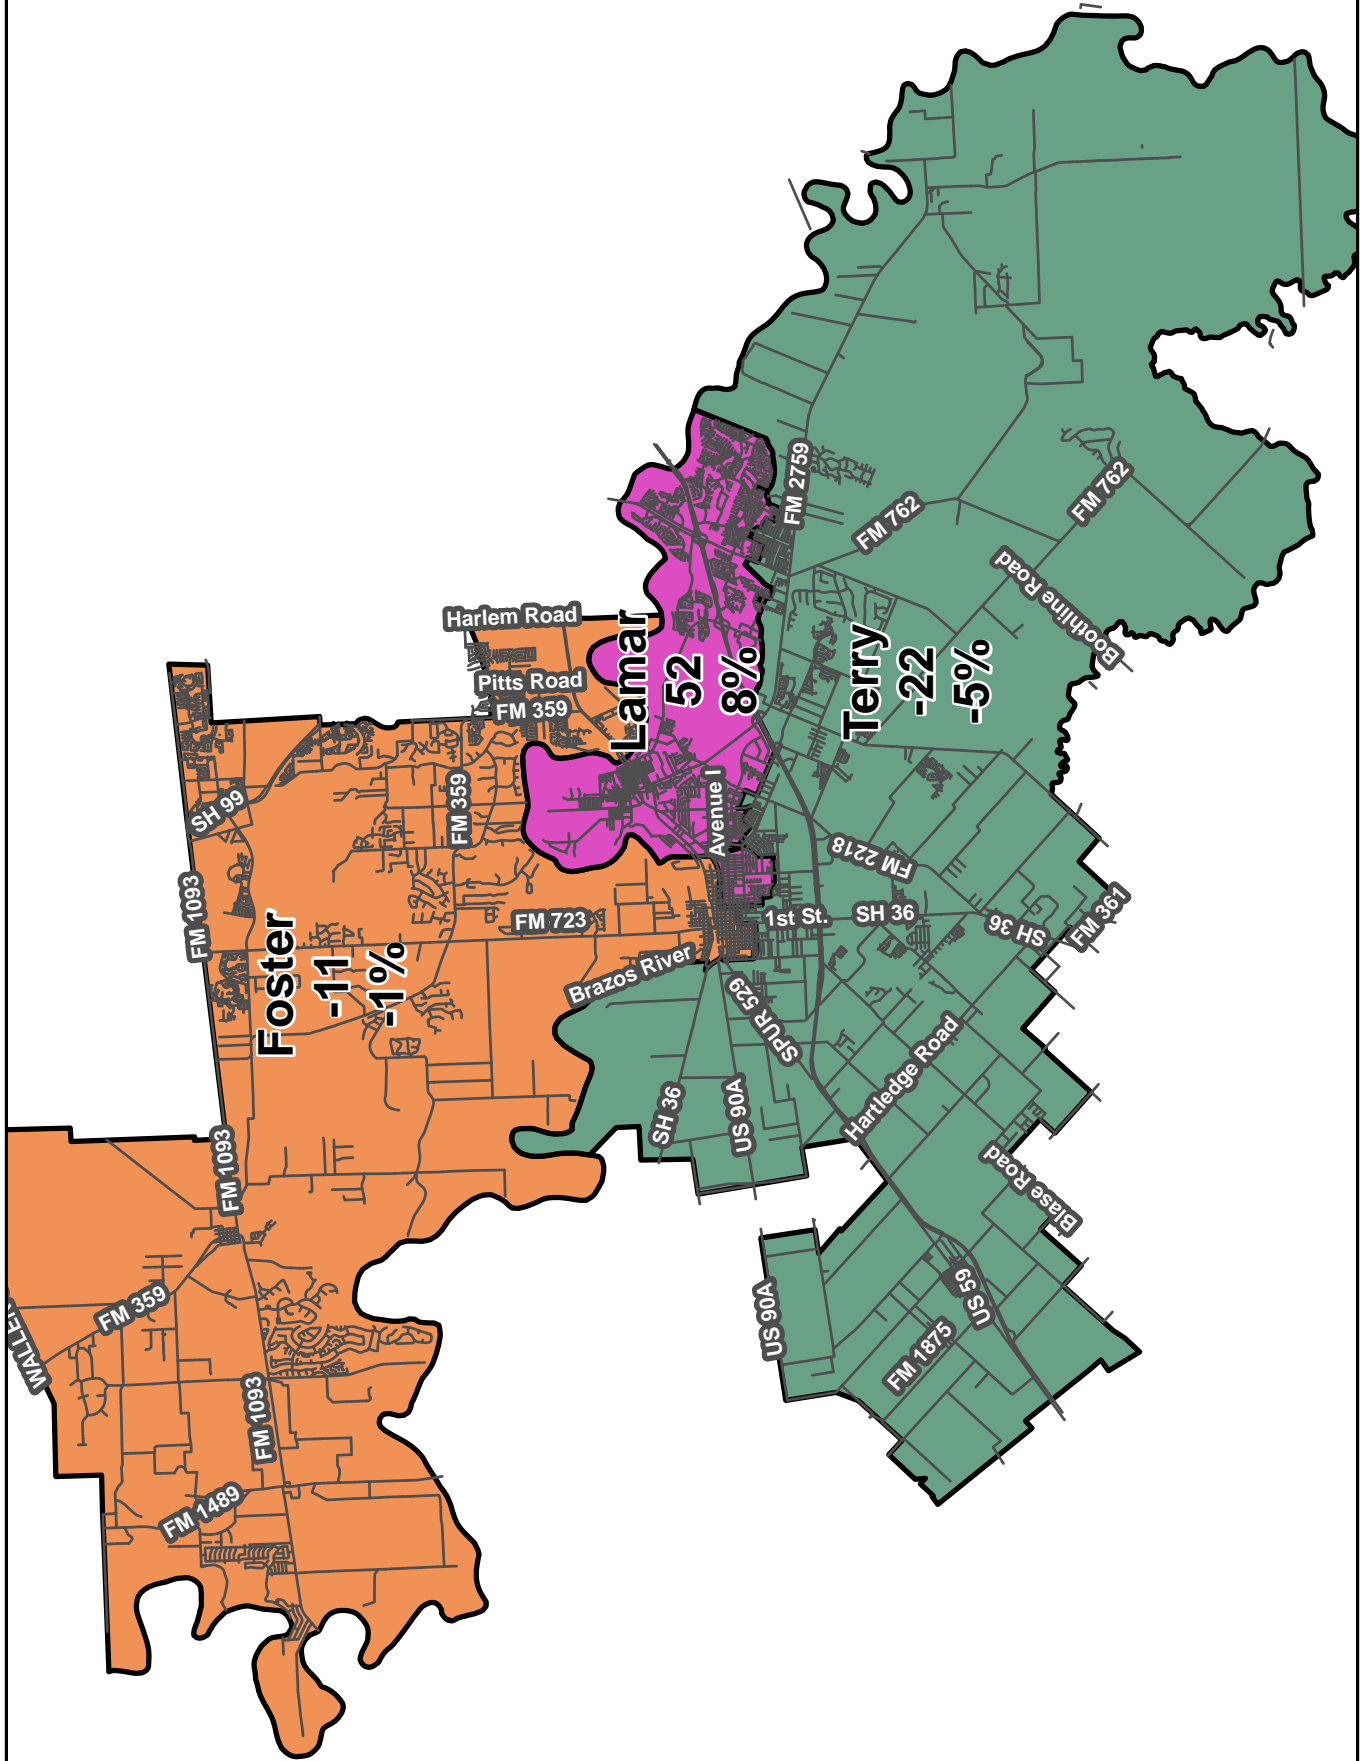 Harlem Road
Pitts Road
FM 359
SH 99
FM 359
FM 1093
Foster
-11
-1%
FM 723
Brazos River
Lamar
52
8%
Avenue I
FM 2759
FM 762
FM 762
Boothline Road
Terry
-22
-5%
FM 2218
1st St.
SH 36
SH 36
FM 361
SPUR 529
Hartledge Road
SH 36
US 90A
FM 1093
Blase Road
FM 359
US 90A
US 59
FM 1875
FM 1093
FM 1489